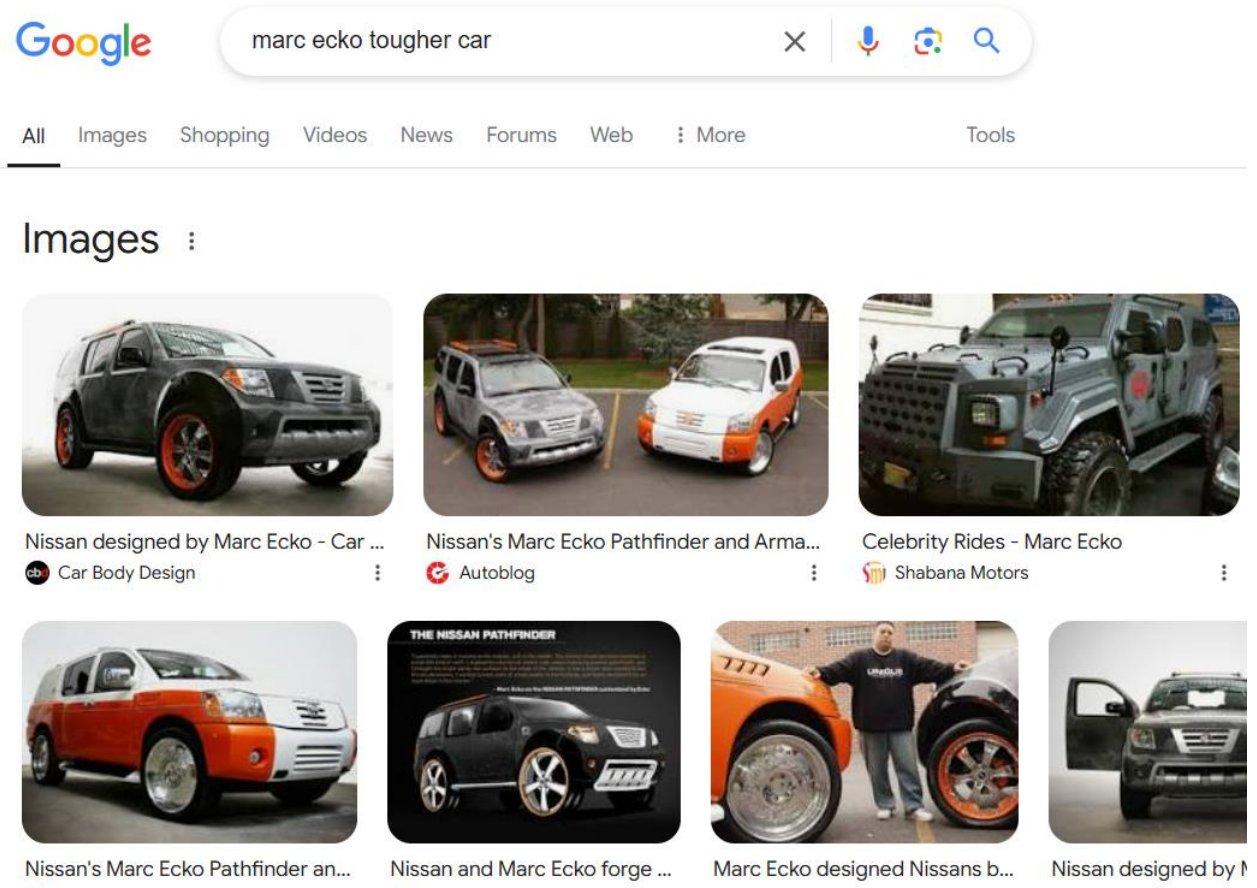 Google
marc ecko tougher car
All Images Shopping Videos News Forums Web More Tools
Images
Nissan designed by Marc Ecko - Car ...
cbd Car Body Design
Nissan's Marc Ecko Pathfinder and Arma...
Autoblog
Celebrity Rides - Marc Ecko
Shabana Motors
THE NISSAN PATHFINDER
Nissan's Marc Ecko Pathfinder an...
Nissan and Marc Ecko forge ...
Marc Ecko designed Nissans b...
Nissan designed by